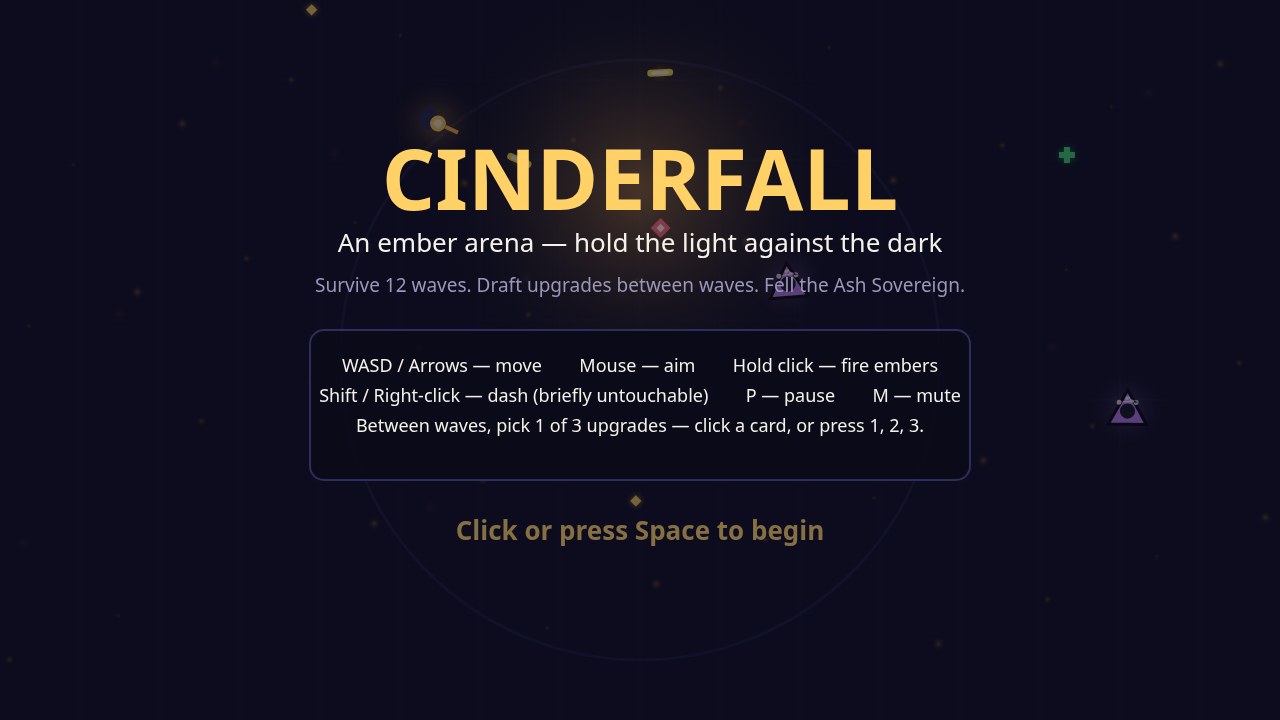 CINDERFALL
An ember arena — hold the light against the dark
Survive 12 waves. Draft upgrades between waves. Fell the Ash Sovereign.
WASD / Arrows — move Mouse — aim Hold click — fire embers
Shift / Right-click — dash (briefly untouchable) P — pause M — mute
Between waves, pick 1 of 3 upgrades — click a card, or press 1, 2, 3.
Click or press Space to begin